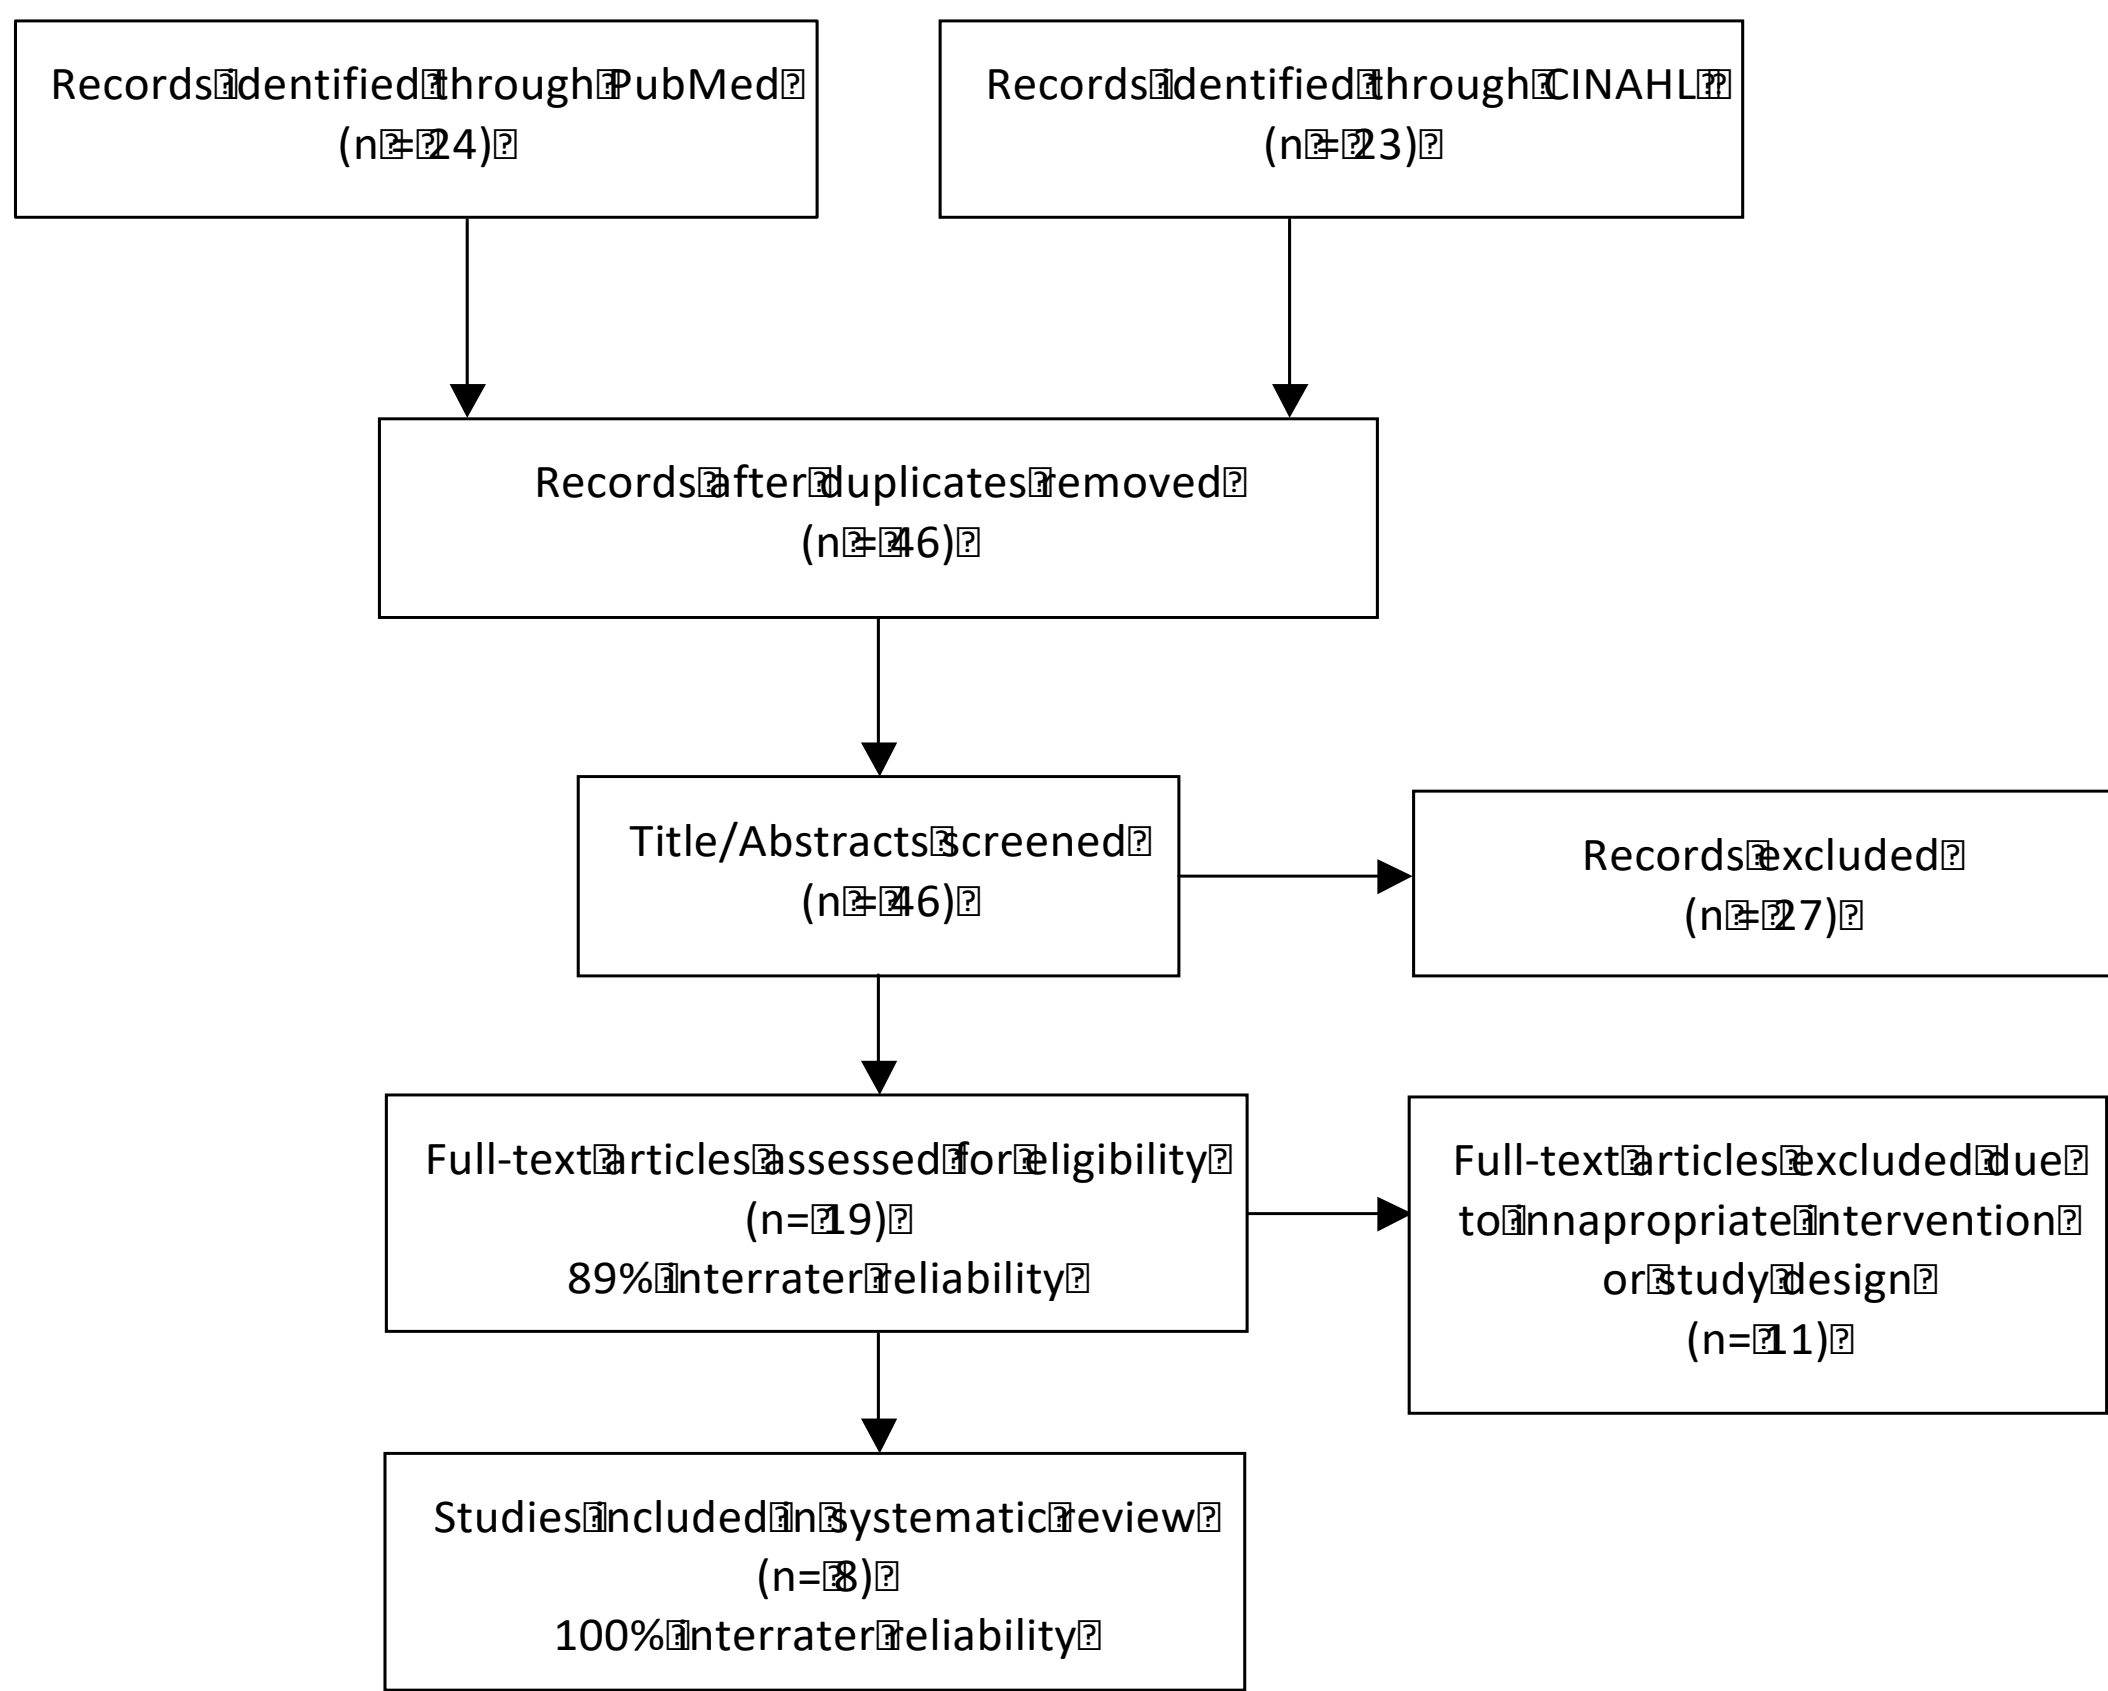 Records identified through PubMed
(n = 24)
Records identified through CINAHL
(n = 23)
Records after duplicates removed
(n = 46)
Title/Abstracts screened
(n = 46)
Records excluded
(n = 27)
Full-text articles assessed for eligibility
(n= 19)
89% interrater reliability
Full-text articles excluded due
to innapropriate intervention
or study design
(n= 11)
Studies included in systematic review
(n= 8)
100% interrater reliability